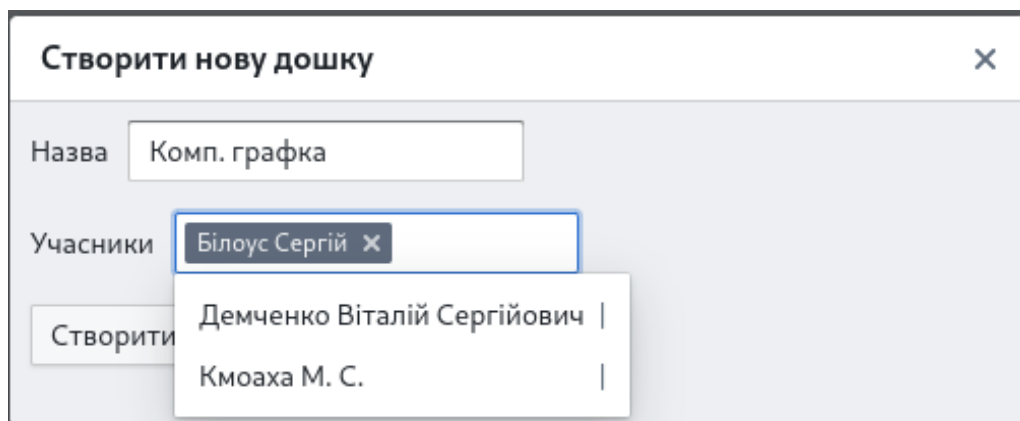 Створити нову дошку
Назва Комп. графка
Учасники Білоус Сергій
Демченко Віталій Сергійович |
Створити
Кмоаха М. С. |